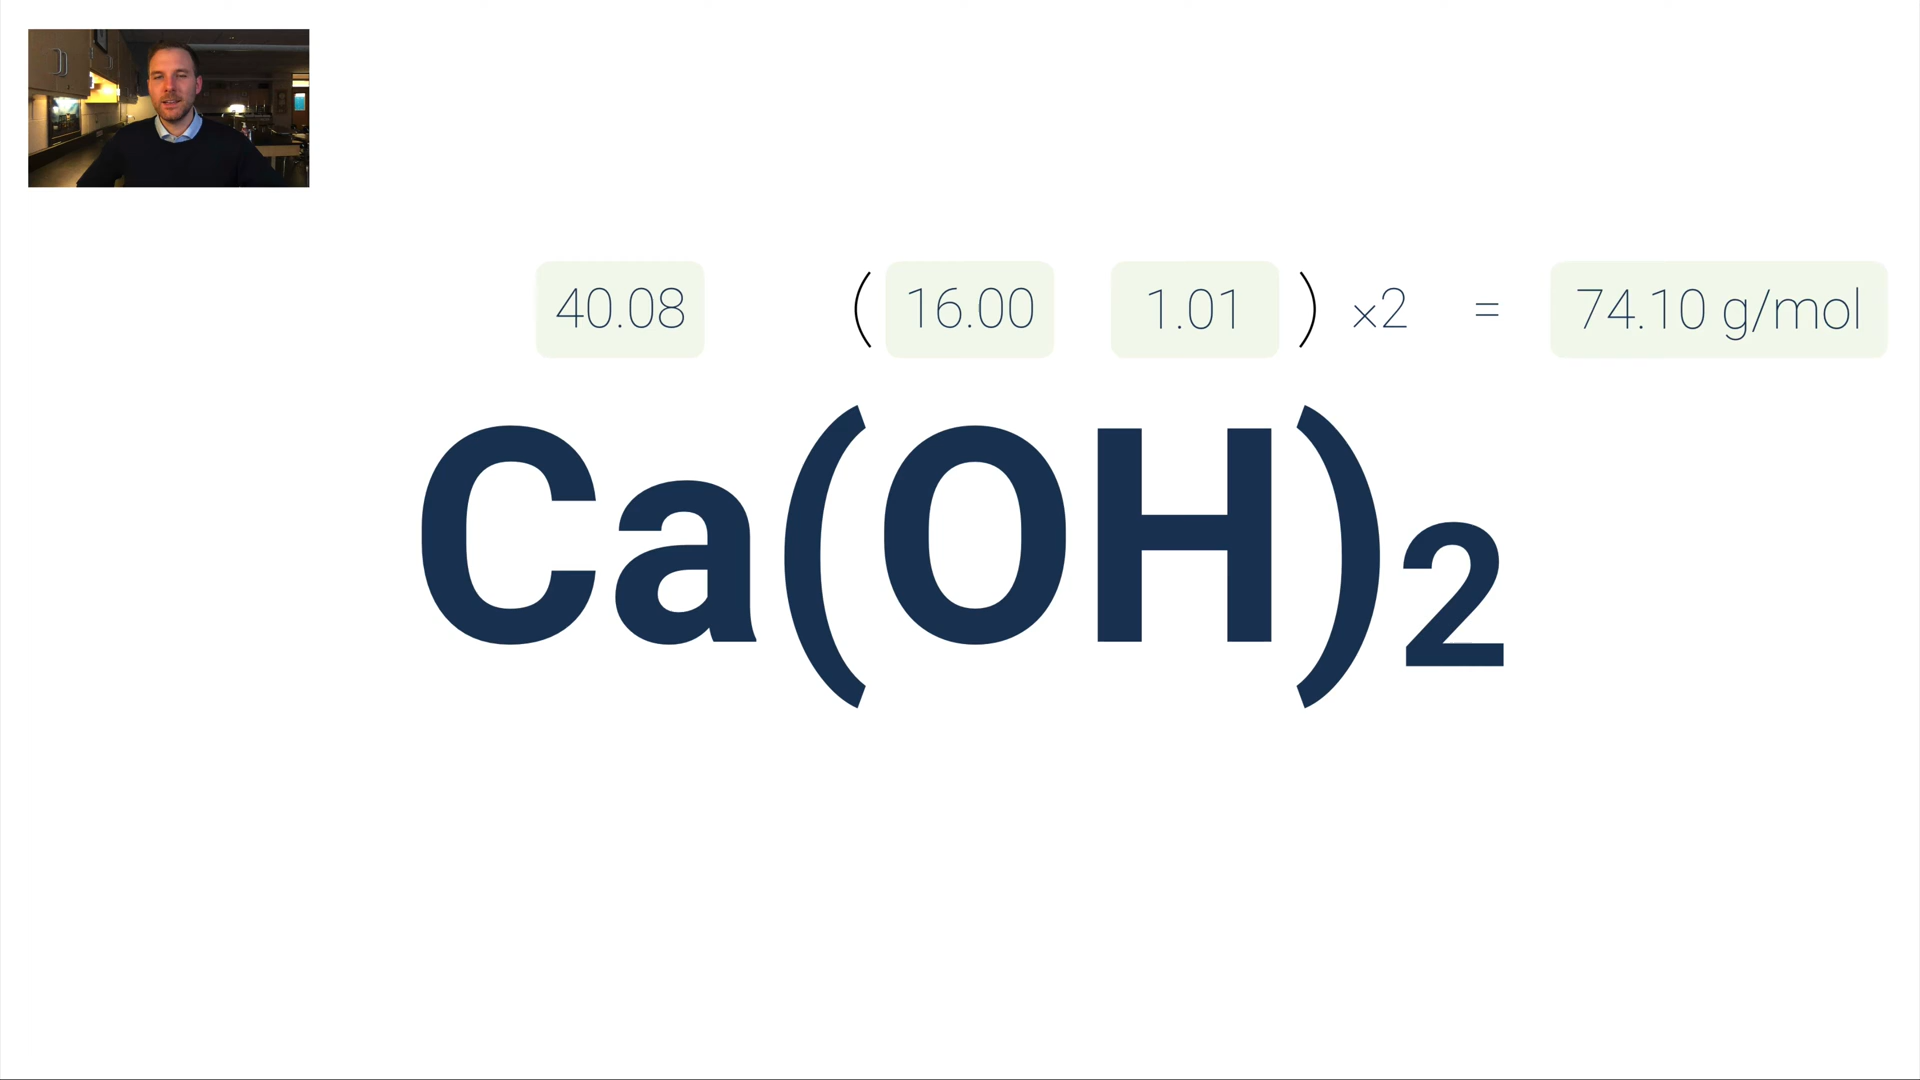 40.08 ( 16.00 1.01 ) ×2 = 74.10 g/mol
Ca(OH)₂